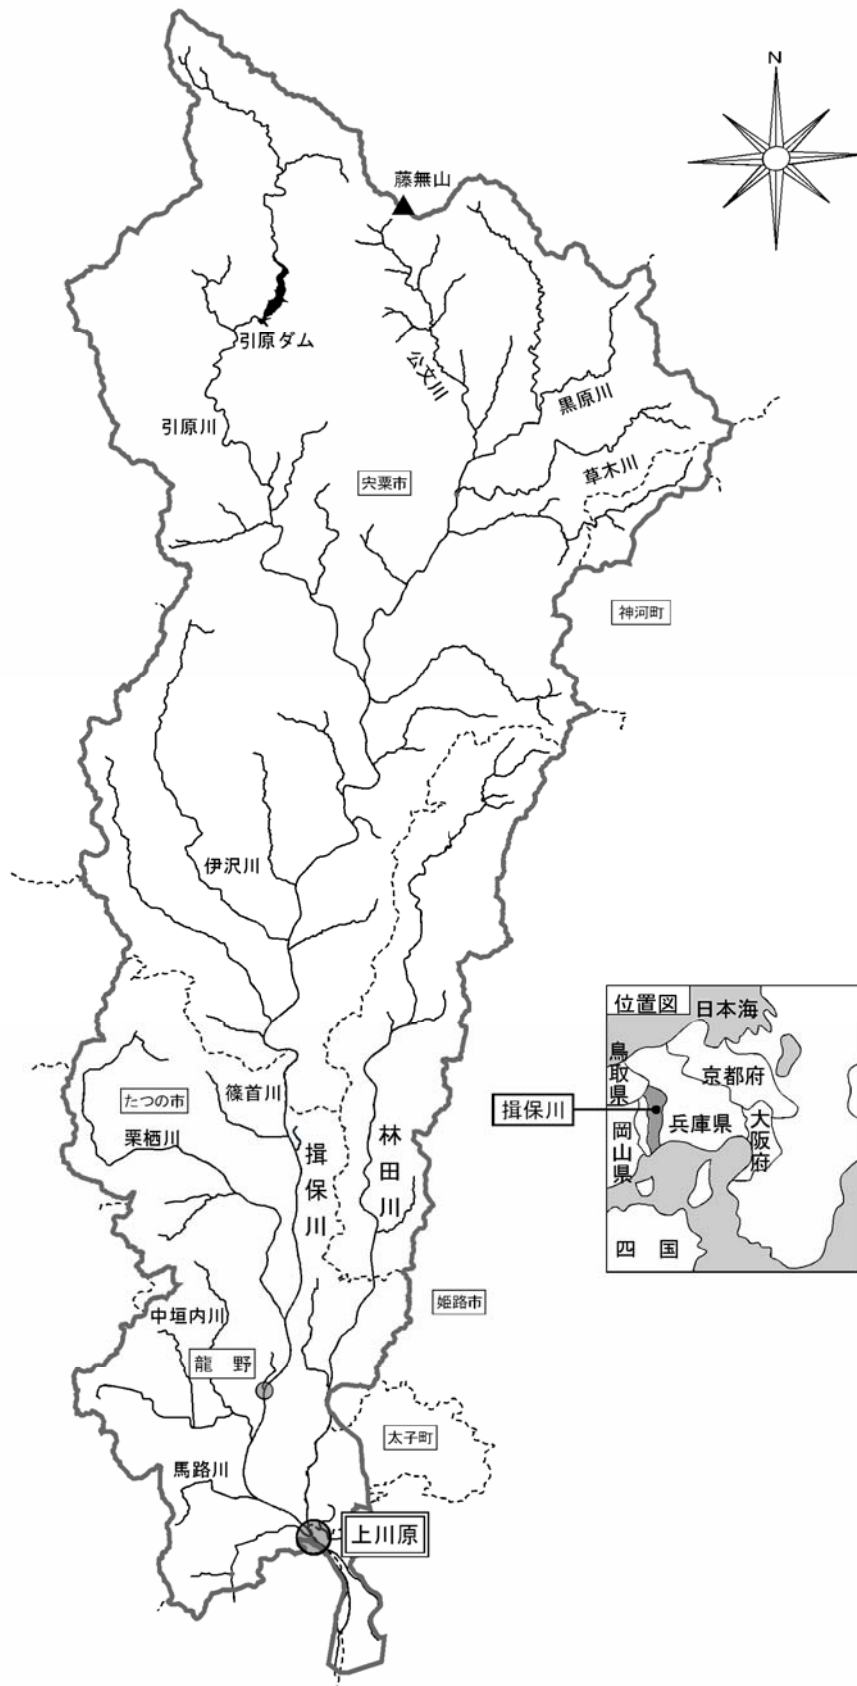 N
藤無山
引原ダム
公文川
黒原川
引原川
草木川
宍粟市
神河町
伊沢川
位置図
日本海
鳥取県
京都府
揖保川
兵庫県
大阪府
岡山県
四国
たつの市
篠首川
栗栖川
揖保川
林田川
姫路市
中垣内川
龍野
太子町
馬路川
上川原